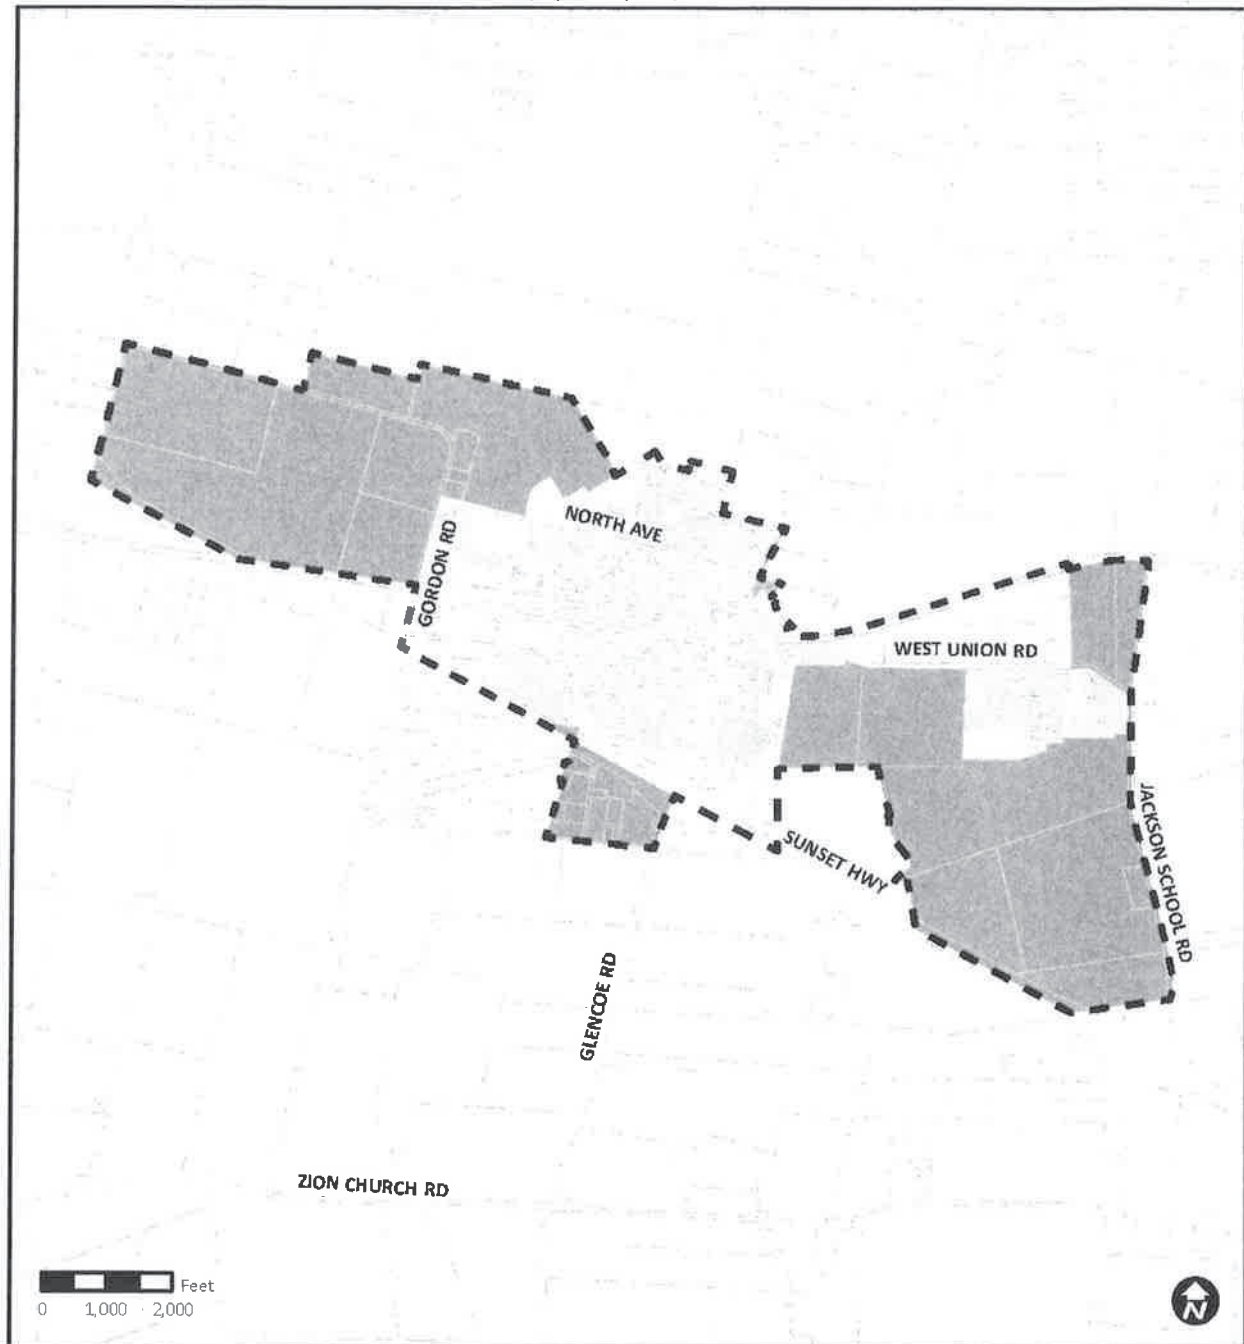 NORTH AVE
GORDON RD
WEST UNION RD
JACKSON SCHOOL RD
SUNSET HWY
GLENCOE RD
ZION CHURCH RD
Feet
0 1,000 2,000
N